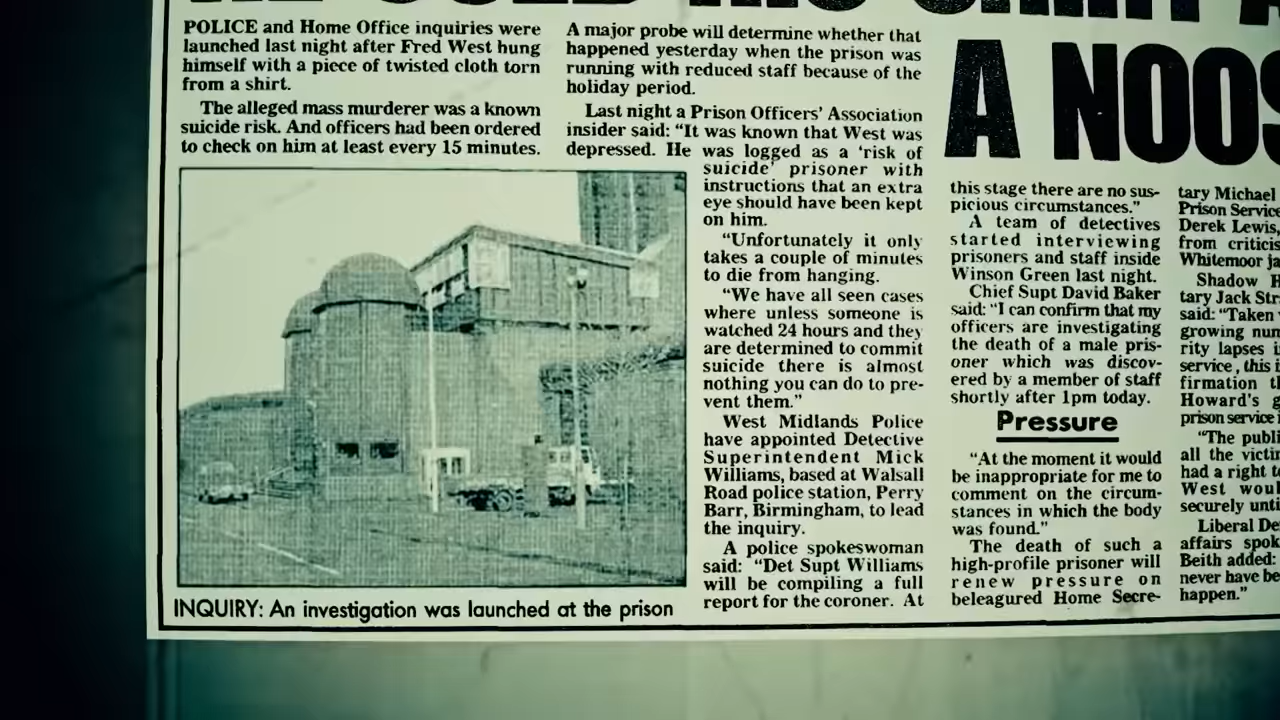 A NOOS
POLICE and Home Office inquiries were
launched last night after Fred West hung
himself with a piece of twisted cloth torn
from a shirt.
The alleged mass murderer was a known
suicide risk. And officers had been ordered
to check on him at least every 15 minutes.
A major probe will determine whether that
happened yesterday when the prison was
running with reduced staff because of the
holiday period.
Last night a Prison Officers' Association
insider said: “It was known that West was
depressed. He was logged as a ‘risk of
suicide’ prisoner with
instructions that an extra
eye should have been kept
on him.
“Unfortunately it only
takes a couple of minutes
to die from hanging.
“We have all seen cases
where unless someone is
watched 24 hours and they
are determined to commit
suicide there is almost
nothing you can do to pre-
vent them.”
West Midlands Police
have appointed Detective
Superintendent Mick
Williams, based at Walsall
Road police station, Perry
Barr, Birmingham, to lead
the inquiry.
A police spokeswoman
said: “Det Supt Williams
will be compiling a full
report for the coroner. At
this stage there are no sus-
picious circumstances.”
A team of detectives
started interviewing
prisoners and staff inside
Winson Green last night.
Chief Supt David Baker
said: “I can confirm that my
officers are investigating
the death of a male pris-
oner which was discov-
ered by a member of staff
shortly after 1pm today.
Pressure
“At the moment it would
be inappropriate for me to
comment on the circum-
stances in which the body
was found.”
The death of such a
high-profile prisoner will
renew pressure on
beleagured Home Secre-
tary Michael
Prison Service
Derek Lewis,
from criticis
Whitemoor ja
Shadow H
tary Jack Str
said: “Taken
growing num
rity lapses i
service, this i
firmation t
Howard's g
prison service
“The publi
all the victi
had a right t
West woul
securely unti
Liberal De
affairs spok
Beith added:
never have be
happen.”
INQUIRY: An investigation was launched at the prison